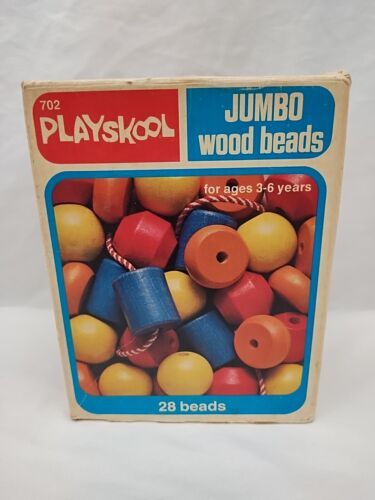 702
PLAYSKOOL
JUMBO
wood beads
for ages 3-6 years
28 beads